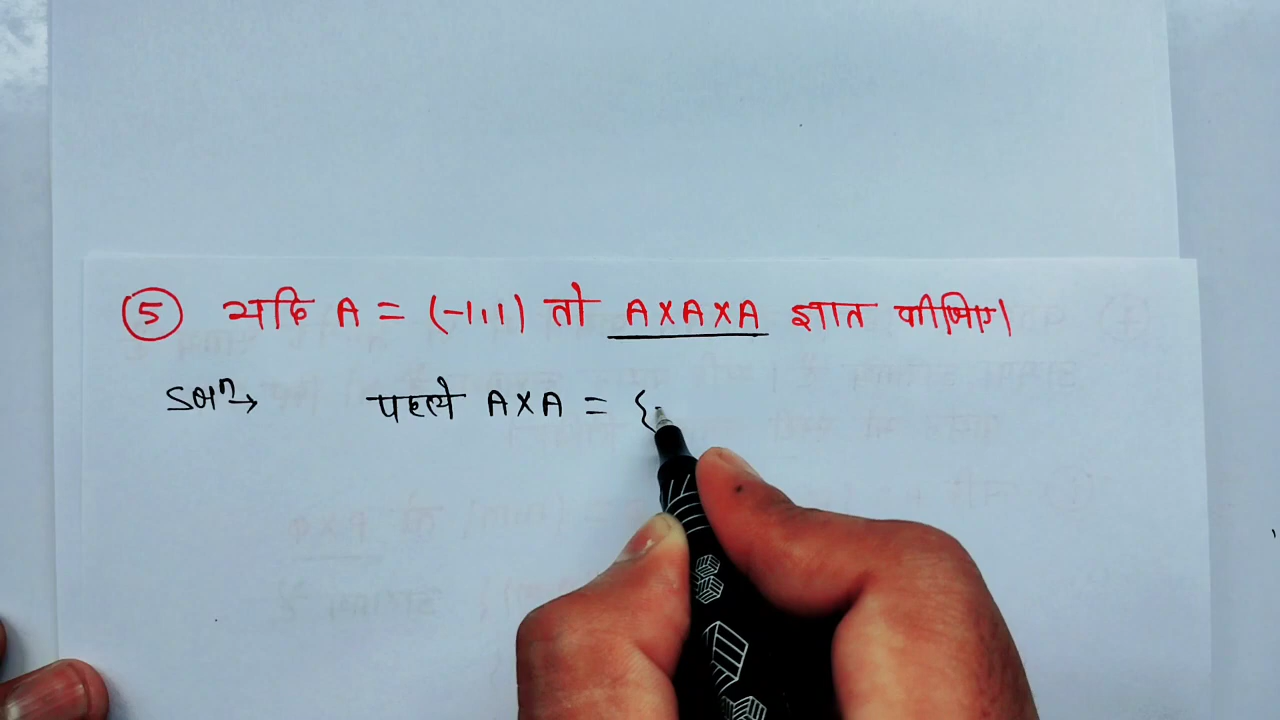 ⑤ यदि A = (-1,1) तो A×A×A ज्ञात कीजिए।
Solⁿ→ पहले A×A = {-